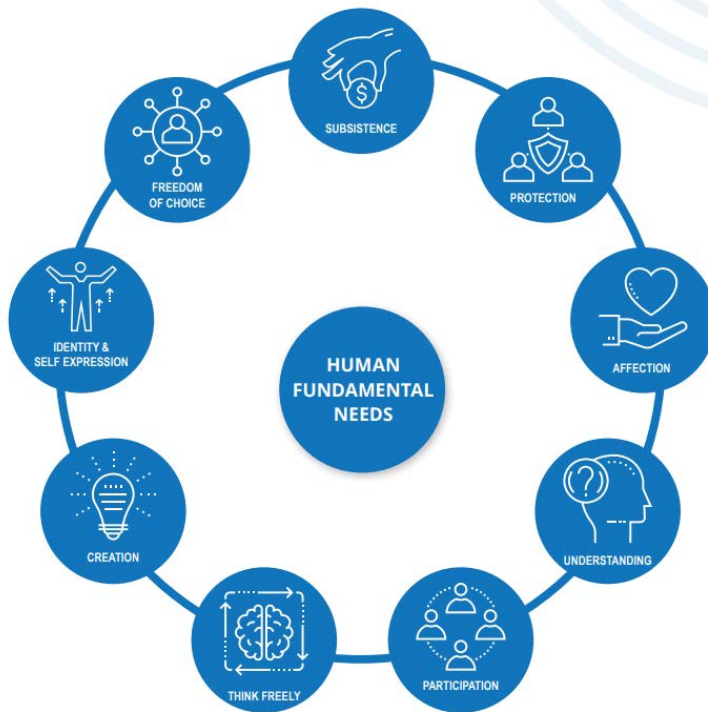 $
SUBSISTENCE
PROTECTION
AFFECTION
?
UNDERSTANDING
PARTICIPATION
THINK FREELY
CREATION
IDENTITY &
SELF EXPRESSION
FREEDOM
OF CHOICE
HUMAN
FUNDAMENTAL
NEEDS